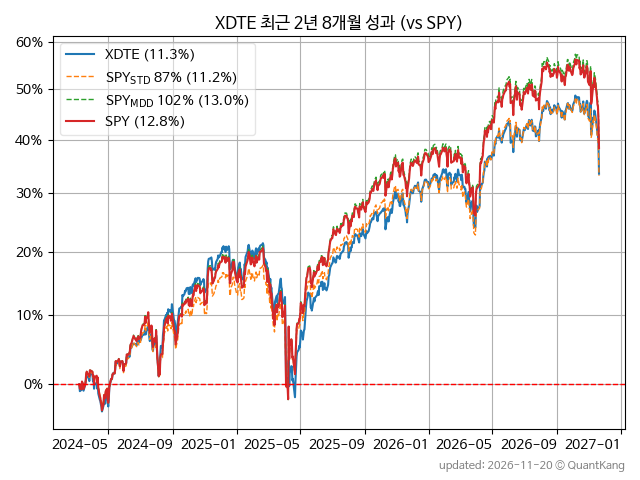 XDTE 최근 2년 8개월 성과 (vs SPY)
60%
50%
40%
30%
20%
10%
0%
XDTE (11.3%)
SPY_STD 87% (11.2%)
SPY_MDD 102% (13.0%)
SPY (12.8%)
2024-05 2024-09 2025-01 2025-05 2025-09 2026-01 2026-05 2026-09 2027-01
updated: 2026-11-20 © QuantKang